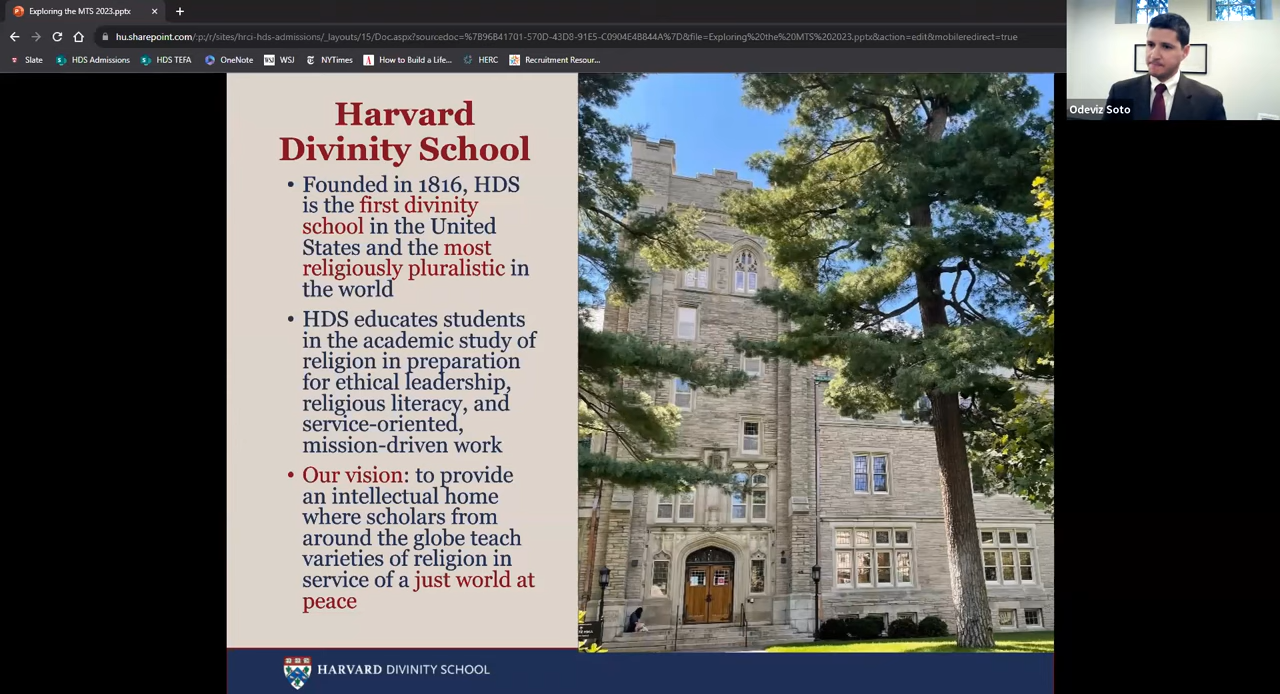 Exploring the MTS 2023.pptx
hu.sharepoint.com/:p:/r/sites/hrci-hds-admissions/_layouts/15/Doc.aspx?sourcedoc=%7B96B41701-570D-43D8-91E5-C0904E4B844A%7D&file=Exploring%20the%20MTS%202023.pptx&action=edit&mobileredirect=true
Slate HDS Admissions HDS TEFA OneNote WSJ NYTimes How to Build a Life... HERC Recruitment Resour...
Odeviz Soto
Harvard
Divinity School
• Founded in 1816, HDS
is the first divinity
school in the United
States and the most
religiously pluralistic in
the world
• HDS educates students
in the academic study of
religion in preparation
for ethical leadership,
religious literacy, and
service-oriented,
mission-driven work
• Our vision: to provide
an intellectual home
where scholars from
around the globe teach
varieties of religion in
service of a just world at
peace
HARVARD DIVINITY SCHOOL